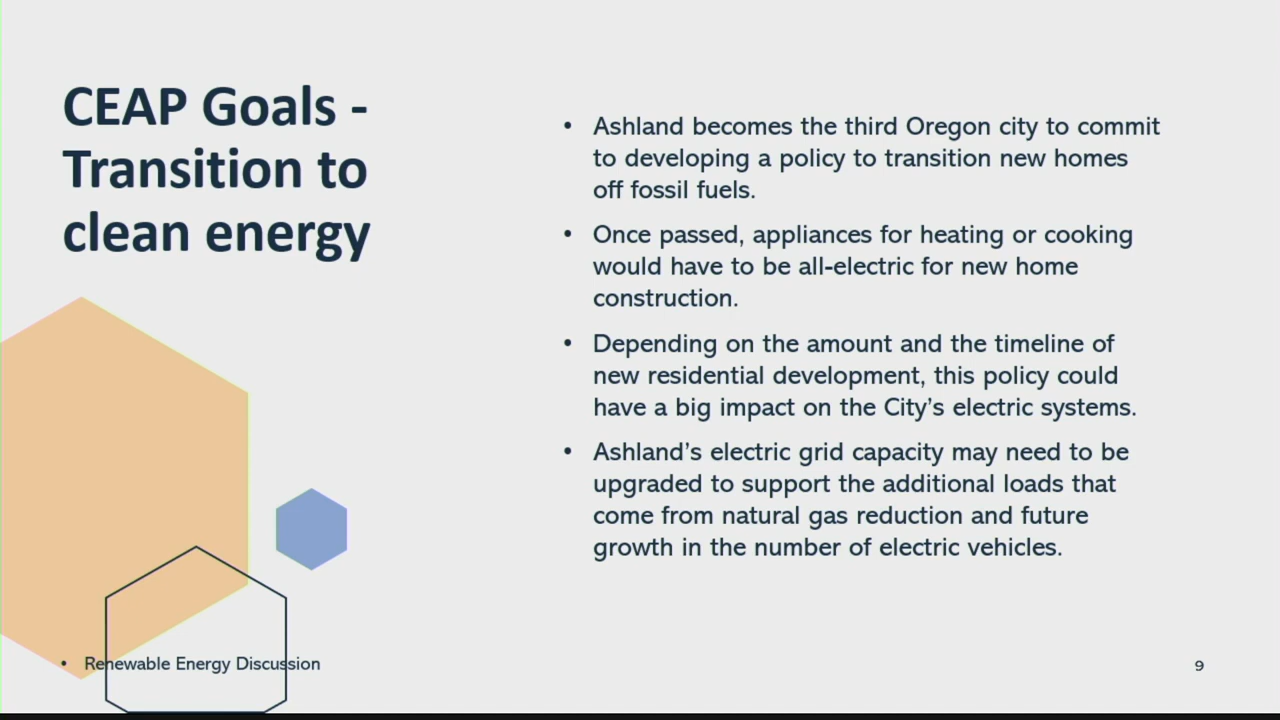 CEAP Goals -
Transition to
clean energy
• Ashland becomes the third Oregon city to commit
to developing a policy to transition new homes
off fossil fuels.
• Once passed, appliances for heating or cooking
would have to be all-electric for new home
construction.
• Depending on the amount and the timeline of
new residential development, this policy could
have a big impact on the City’s electric systems.
• Ashland’s electric grid capacity may need to be
upgraded to support the additional loads that
come from natural gas reduction and future
growth in the number of electric vehicles.
• Renewable Energy Discussion
9